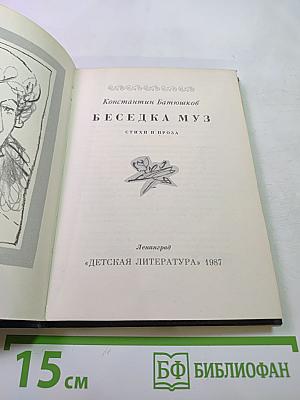 Константин Батюшков
БЕСЕДКА МУЗ
СТИХИ И ПРОЗА
Ленинград
«ДЕТСКАЯ ЛИТЕРАТУРА» 1987
15 см
БФ БИБЛИОФАН